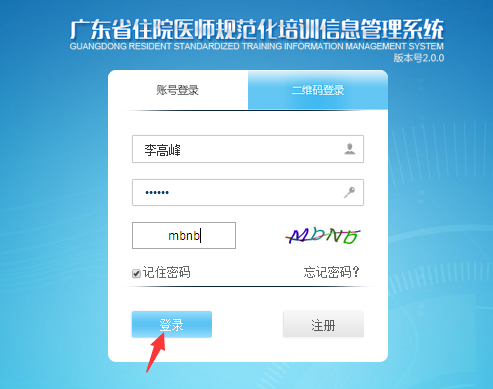 广东省住院医师规范化培训信息管理系统
GUANGDONG RESIDENT STANDARDIZED TRAINING INFORMATION MANAGEMENT SYSTEM
版本号2.0.0
账号登录 二维码登录
李高峰
••••••
mbnb MbNb
记住密码 忘记密码?
登录 注册